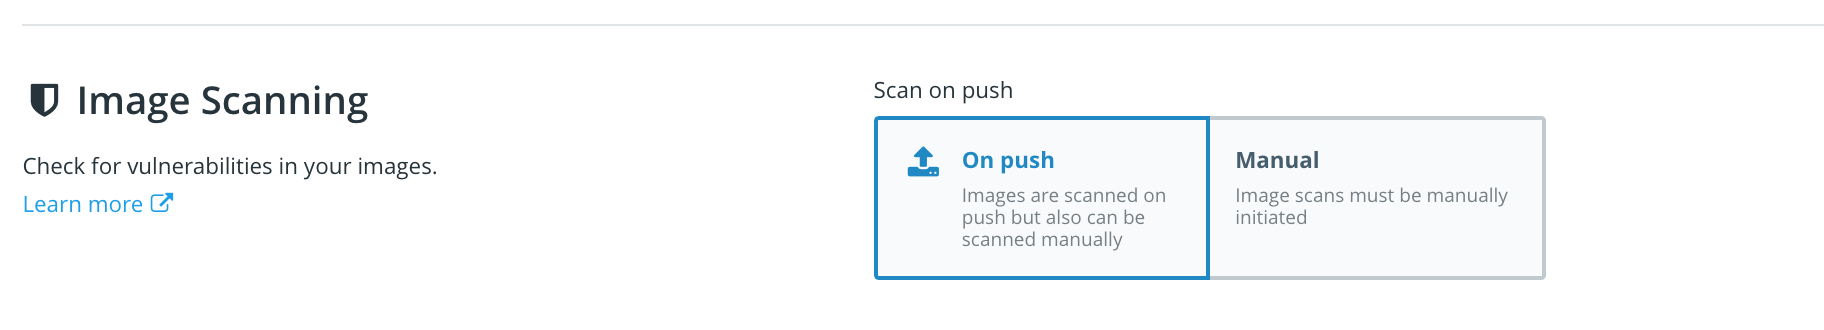 Image Scanning
Check for vulnerabilities in your images.
Learn more
Scan on push
On push
Images are scanned on
push but also can be
scanned manually
Manual
Image scans must be manually
initiated